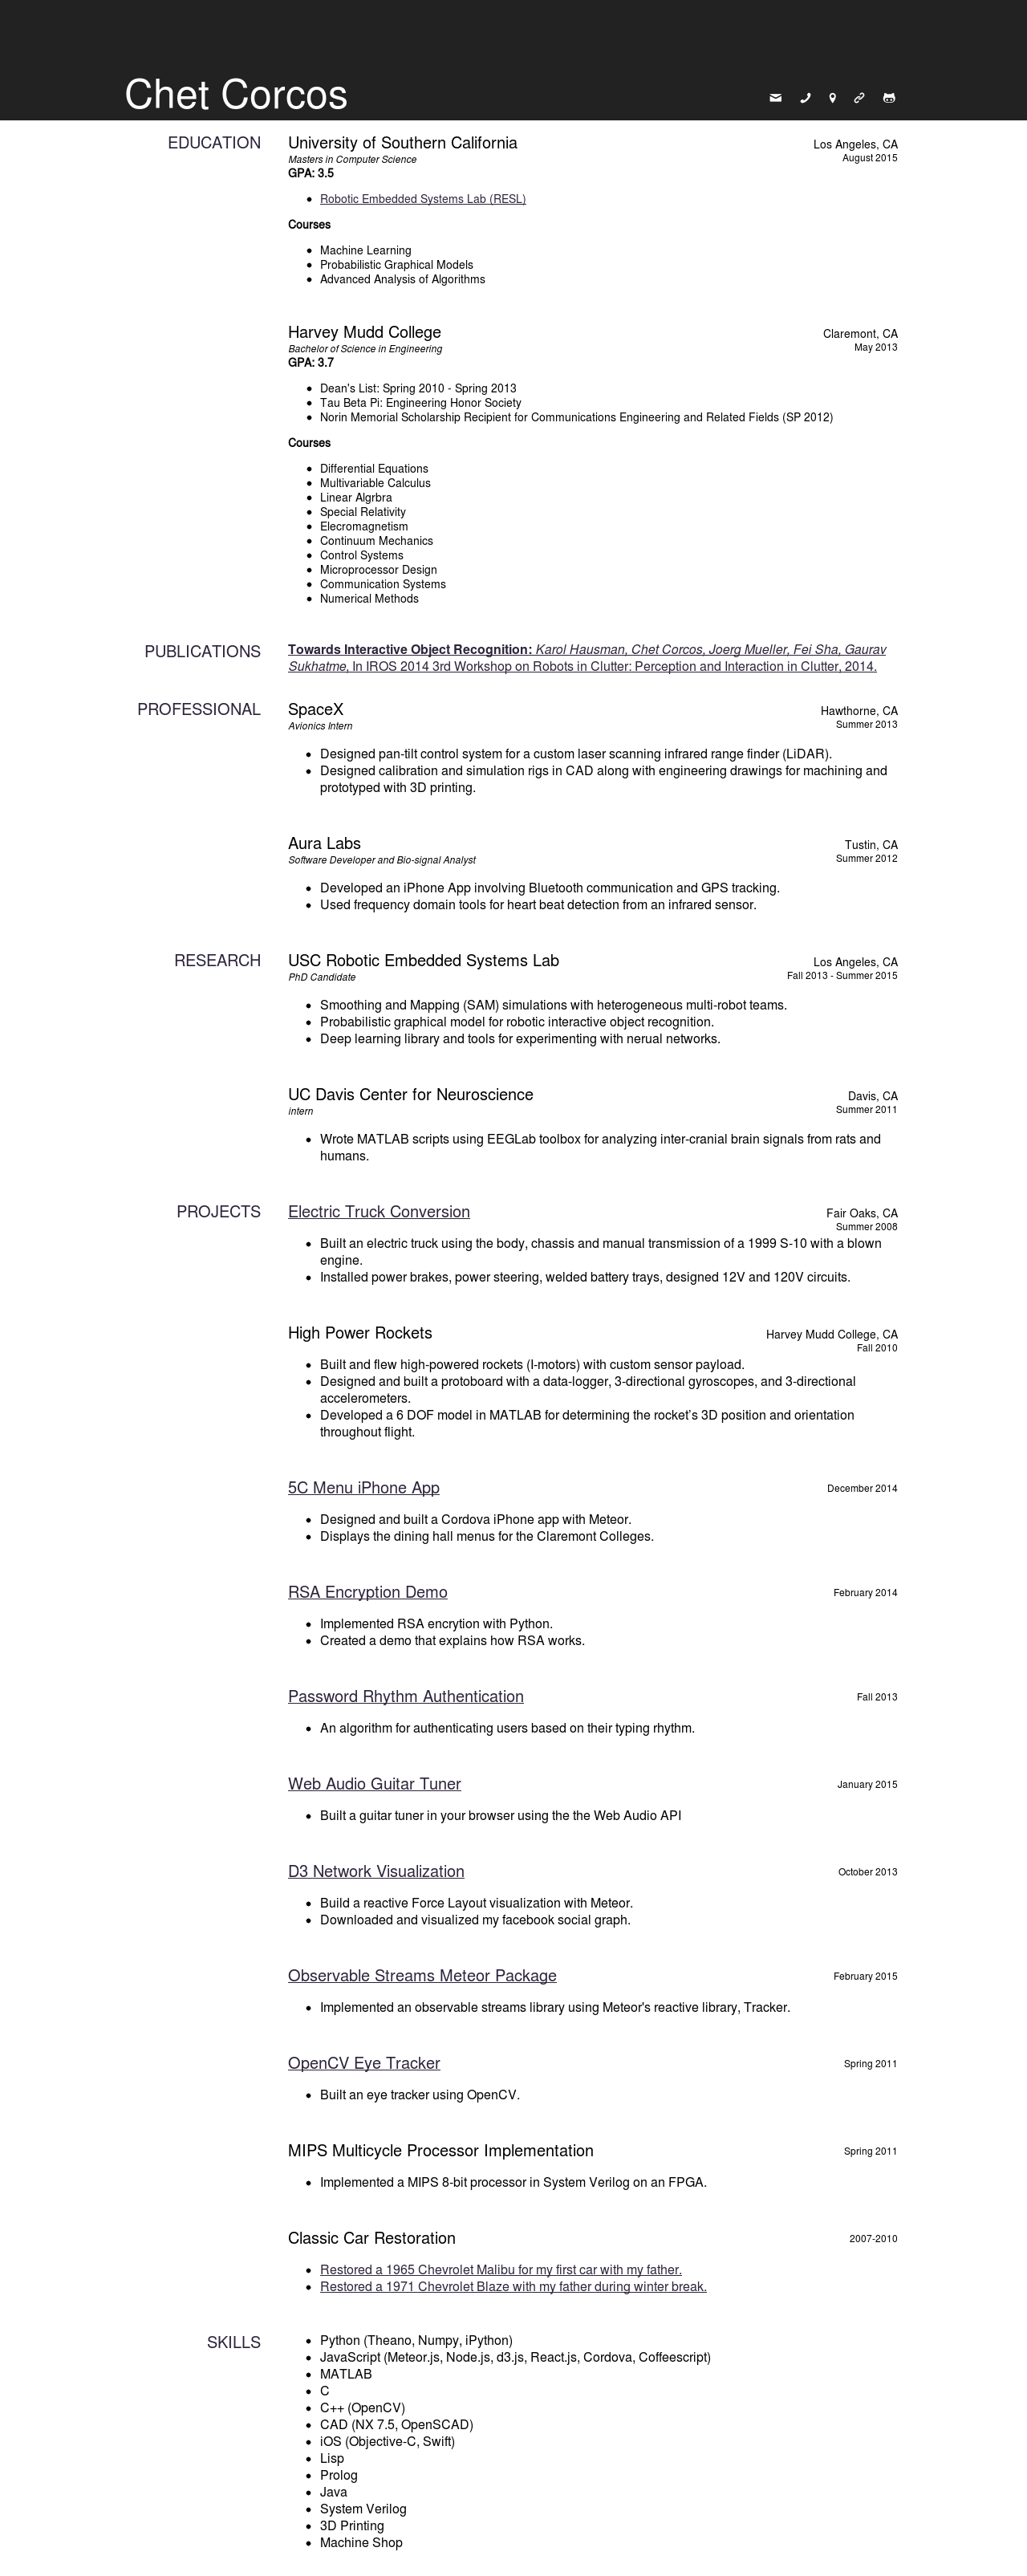 Chet Corcos
EDUCATION
University of Southern California
Los Angeles, CA
Masters in Computer Science
August 2015
GPA: 3.5
Robotic Embedded Systems Lab (RESL)
Courses
Machine Learning
Probabilistic Graphical Models
Advanced Analysis of Algorithms
Harvey Mudd College
Claremont, CA
Bachelor of Science in Engineering
May 2013
GPA: 3.7
Dean's List: Spring 2010 - Spring 2013
Tau Beta Pi: Engineering Honor Society
Norin Memorial Scholarship Recipient for Communications Engineering and Related Fields (SP 2012)
Courses
Differential Equations
Multivariable Calculus
Linear Algrbra
Special Relativity
Elecromagnetism
Continuum Mechanics
Control Systems
Microprocessor Design
Communication Systems
Numerical Methods
PUBLICATIONS
Towards Interactive Object Recognition: Karol Hausman, Chet Corcos, Joerg Mueller, Fei Sha, Gaurav
Sukhatme, In IROS 2014 3rd Workshop on Robots in Clutter: Perception and Interaction in Clutter, 2014.
PROFESSIONAL
SpaceX
Hawthorne, CA
Avionics Intern
Summer 2013
Designed pan-tilt control system for a custom laser scanning infrared range finder (LiDAR).
Designed calibration and simulation rigs in CAD along with engineering drawings for machining and
prototyped with 3D printing.
Aura Labs
Tustin, CA
Software Developer and Bio-signal Analyst
Summer 2012
Developed an iPhone App involving Bluetooth communication and GPS tracking.
Used frequency domain tools for heart beat detection from an infrared sensor.
RESEARCH
USC Robotic Embedded Systems Lab
Los Angeles, CA
PhD Candidate
Fall 2013 - Summer 2015
Smoothing and Mapping (SAM) simulations with heterogeneous multi-robot teams.
Probabilistic graphical model for robotic interactive object recognition.
Deep learning library and tools for experimenting with nerual networks.
UC Davis Center for Neuroscience
Davis, CA
intern
Summer 2011
Wrote MATLAB scripts using EEGLab toolbox for analyzing inter-cranial brain signals from rats and
humans.
PROJECTS
Electric Truck Conversion
Fair Oaks, CA
Summer 2008
Built an electric truck using the body, chassis and manual transmission of a 1999 S-10 with a blown
engine.
Installed power brakes, power steering, welded battery trays, designed 12V and 120V circuits.
High Power Rockets
Harvey Mudd College, CA
Fall 2010
Built and flew high-powered rockets (I-motors) with custom sensor payload.
Designed and built a protoboard with a data-logger, 3-directional gyroscopes, and 3-directional
accelerometers.
Developed a 6 DOF model in MATLAB for determining the rocket's 3D position and orientation
throughout flight.
5C Menu iPhone App
December 2014
Designed and built a Cordova iPhone app with Meteor.
Displays the dining hall menus for the Claremont Colleges.
RSA Encryption Demo
February 2014
Implemented RSA encrytion with Python.
Created a demo that explains how RSA works.
Password Rhythm Authentication
Fall 2013
An algorithm for authenticating users based on their typing rhythm.
Web Audio Guitar Tuner
January 2015
Built a guitar tuner in your browser using the the Web Audio API
D3 Network Visualization
October 2013
Build a reactive Force Layout visualization with Meteor.
Downloaded and visualized my facebook social graph.
Observable Streams Meteor Package
February 2015
Implemented an observable streams library using Meteor's reactive library, Tracker.
OpenCV Eye Tracker
Spring 2011
Built an eye tracker using OpenCV.
MIPS Multicycle Processor Implementation
Spring 2011
Implemented a MIPS 8-bit processor in System Verilog on an FPGA.
Classic Car Restoration
2007-2010
Restored a 1965 Chevrolet Malibu for my first car with my father.
Restored a 1971 Chevrolet Blaze with my father during winter break.
SKILLS
Python (Theano, Numpy, iPython)
JavaScript (Meteor.js, Node.js, d3.js, React.js, Cordova, Coffeescript)
MATLAB
C
C++ (OpenCV)
CAD (NX 7.5, OpenSCAD)
iOS (Objective-C, Swift)
Lisp
Prolog
Java
System Verilog
3D Printing
Machine Shop